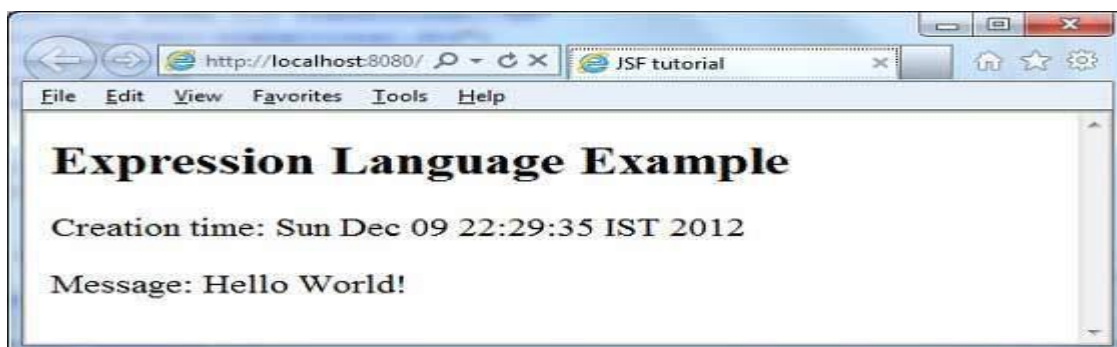 http://localhost:8080/
JSF tutorial
File Edit View Favorites Tools Help
Expression Language Example
Creation time: Sun Dec 09 22:29:35 IST 2012
Message: Hello World!